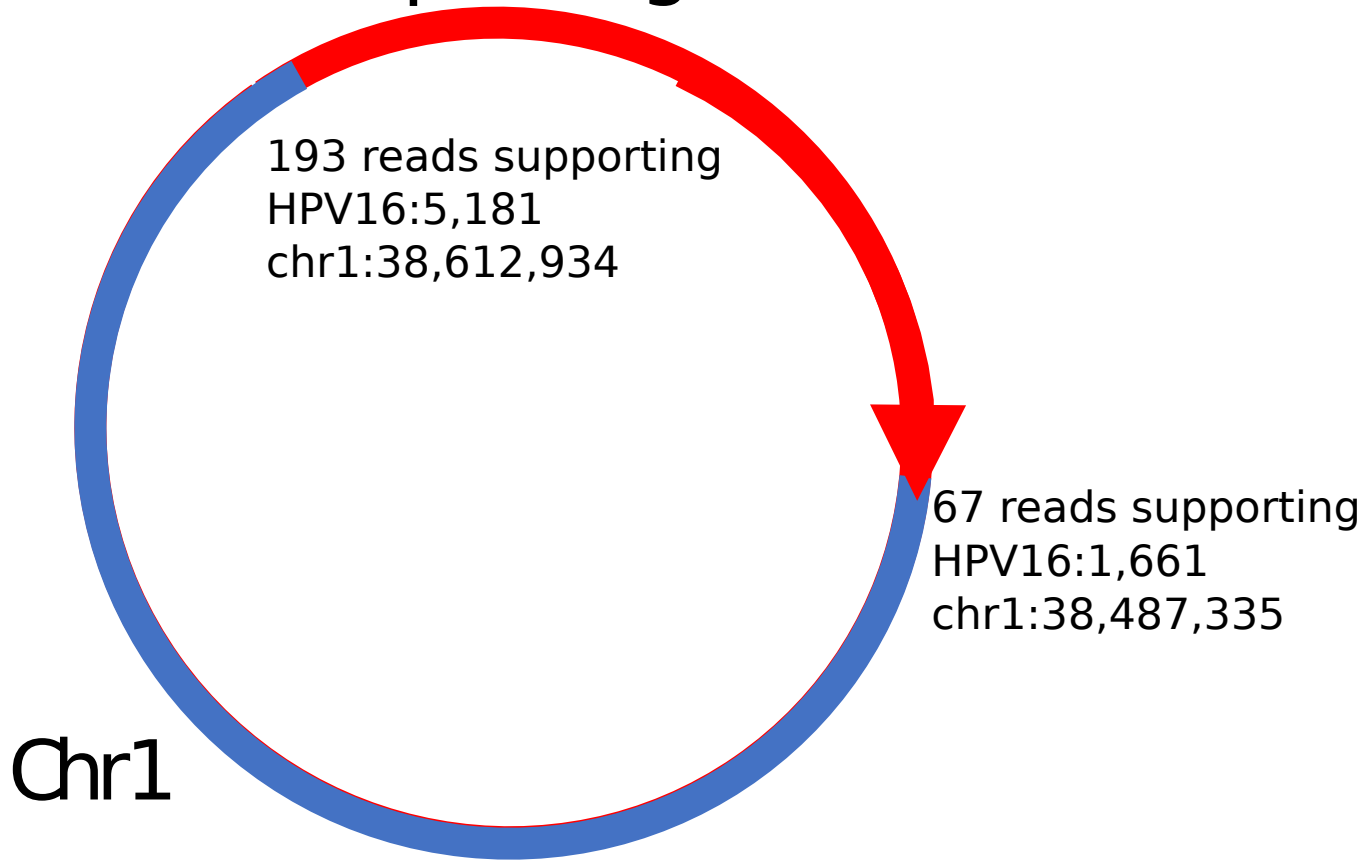 193 reads supporting
HPV16:5,181
chr1:38,612,934
67 reads supporting
HPV16:1,661
chr1:38,487,335
Chr1